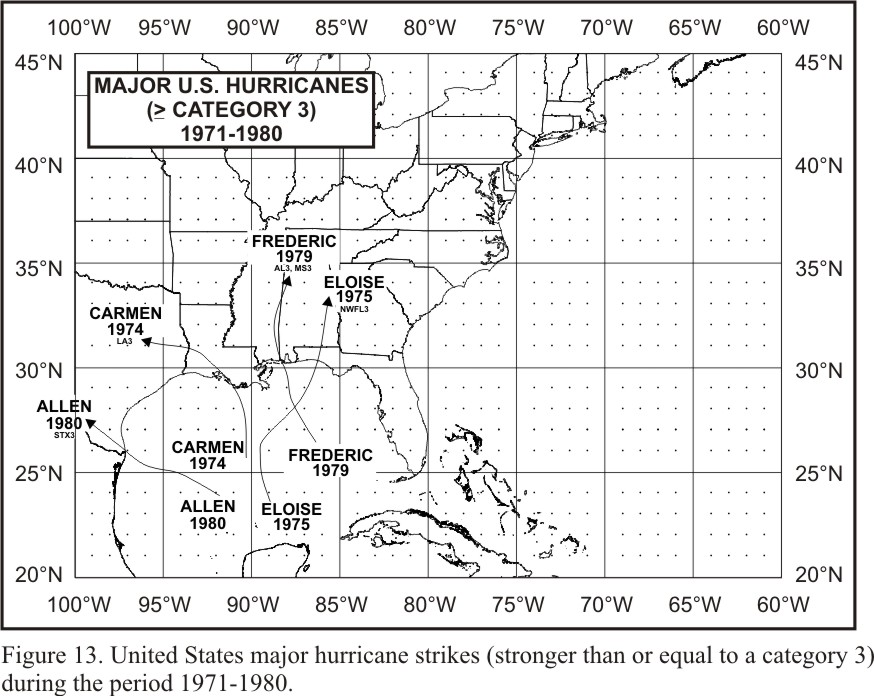 100°W 95°W 90°W 85°W 80°W 75°W 70°W 65°W 60°W
45°N 45°N
MAJOR U.S. HURRICANES
(≥ CATEGORY 3)
1971-1980
40°N 40°N
FREDERIC
1979
AL3, MS3
35°N 35°N
ELOISE
1975
NWFL3
CARMEN
1974
LA3
30°N 30°N
ALLEN
1980
STX3
CARMEN
1974
FREDERIC
1979
25°N 25°N
ALLEN
1980
ELOISE
1975
20°N 20°N
100°W 95°W 90°W 85°W 80°W 75°W 70°W 65°W 60°W
Figure 13. United States major hurricane strikes (stronger than or equal to a category 3)
during the period 1971-1980.